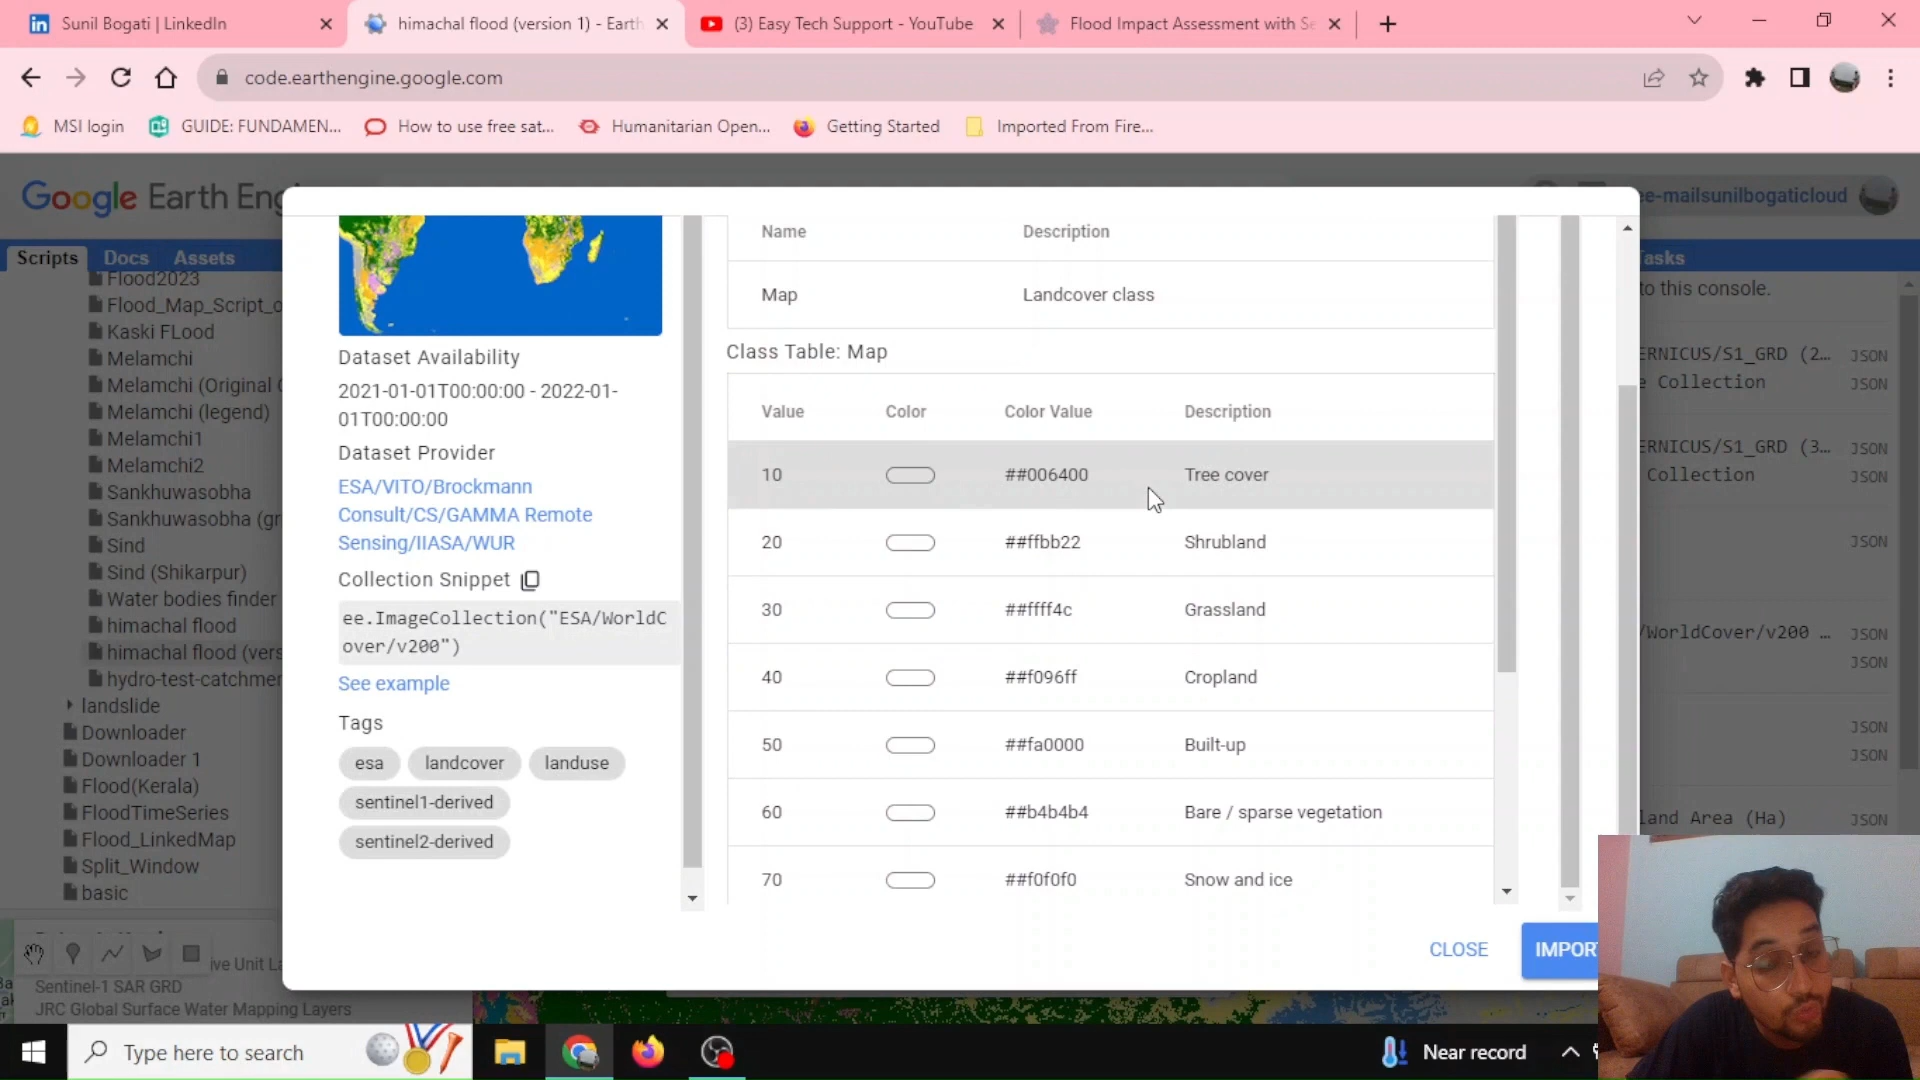 Sunil Bogati | LinkedIn
himachal flood (version 1) - Earth
(3) Easy Tech Support - YouTube
Flood Impact Assessment with Se
code.earthengine.google.com
MSI login
GUIDE: FUNDAMEN...
How to use free sat...
Humanitarian Open...
Getting Started
Imported From Fire...
Google Earth Eng
ee-mailsunilbogaticloud
Scripts Docs Assets
Tasks
Flood2023
Flood_Map_Script_o
Kaski FLood
Melamchi
Melamchi (Original
Melamchi (legend)
Melamchi1
Melamchi2
Sankhuwasobha
Sankhuwasobha (gr
Sind
Sind (Shikarpur)
Water bodies finder
himachal flood
himachal flood (vers
hydro-test-catchmer
landslide
Downloader
Downloader 1
Flood(Kerala)
FloodTimeSeries
Flood_LinkedMap
Split_Window
basic
Dataset Availability
2021-01-01T00:00:00 - 2022-01-
01T00:00:00
Dataset Provider
ESA/VITO/Brockmann
Consult/CS/GAMMA Remote
Sensing/IIASA/WUR
Collection Snippet
ee.ImageCollection("ESA/WorldC
over/v200")
See example
Tags
esa landcover landuse
sentinel1-derived
sentinel2-derived
Name Description
Map Landcover class
Class Table: Map
Value Color Color Value Description
10 ##006400 Tree cover
20 ##ffbb22 Shrubland
30 ##ffff4c Grassland
40 ##f096ff Cropland
50 ##fa0000 Built-up
60 ##b4b4b4 Bare / sparse vegetation
70 ##f0f0f0 Snow and ice
CLOSE
IMPOR
to this console.
ERNICUS/S1_GRD (2... JSON
e Collection JSON
ERNICUS/S1_GRD (3... JSON
Collection JSON
JSON
/WorldCover/v200 ... JSON
JSON
JSON
JSON
land Area (Ha) JSON
ive Unit La
Sentinel-1 SAR GRD
JRC Global Surface Water Mapping Layers
Type here to search
Near record